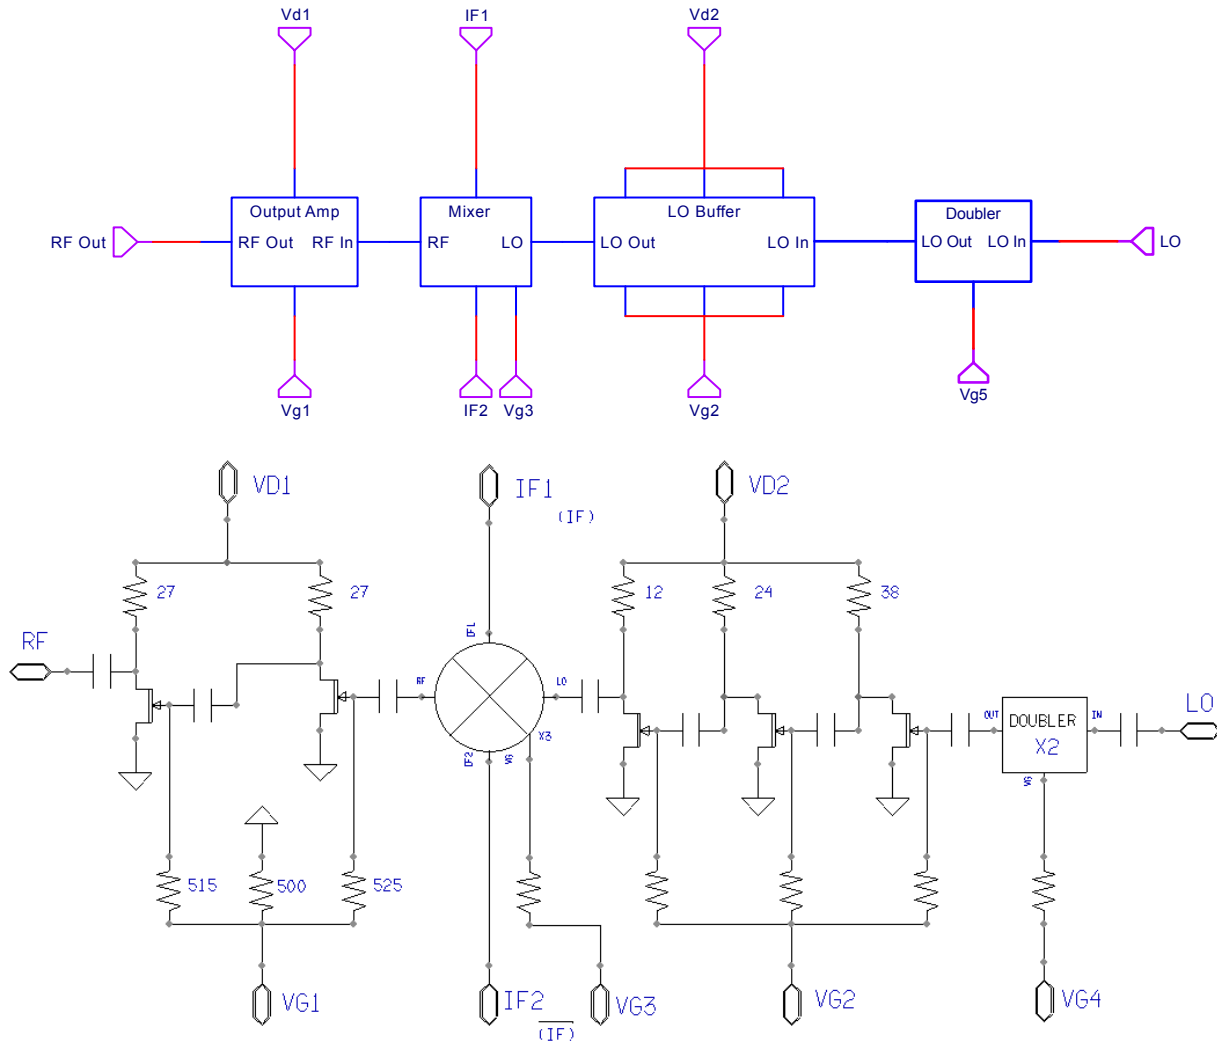 Vd1
IF1
Vd2
Output Amp
Mixer
LO Buffer
Doubler
RF Out
RF Out
RF In
RF
LO
LO Out
LO In
LO Out
LO In
LO
Vg1
IF2
Vg3
Vg2
Vg5
VD1
IF1
(IF)
VD2
27
27
12
24
38
RF
IF1
RF
LO
LO
OUT
DOUBLER
IN
X2
X3
IF2
VG
VG
515
500
525
VG1
IF2
(IF)
VG3
VG2
VG4